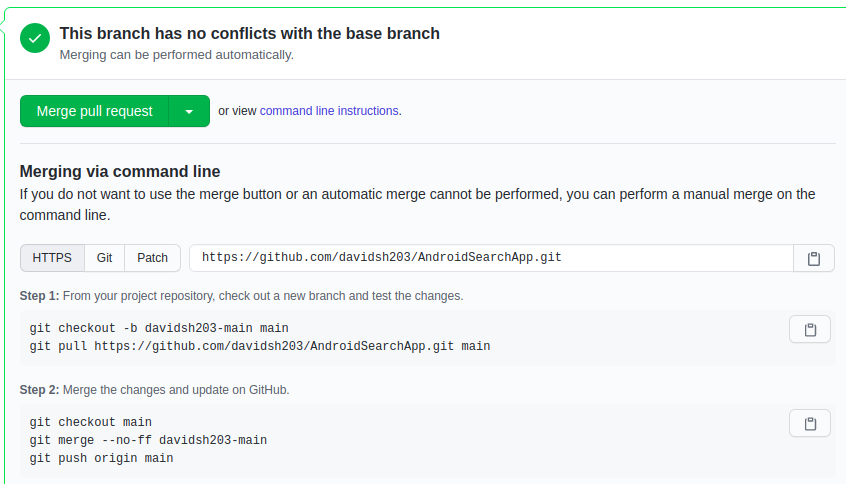 This branch has no conflicts with the base branch
Merging can be performed automatically.
Merge pull request or view command line instructions.
Merging via command line
If you do not want to use the merge button or an automatic merge cannot be performed, you can perform a manual merge on the
command line.
HTTPS Git Patch https://github.com/davidsh203/AndroidSearchApp.git
Step 1: From your project repository, check out a new branch and test the changes.
git checkout -b davidsh203-main main
git pull https://github.com/davidsh203/AndroidSearchApp.git main
Step 2: Merge the changes and update on GitHub.
git checkout main
git merge --no-ff davidsh203-main
git push origin main